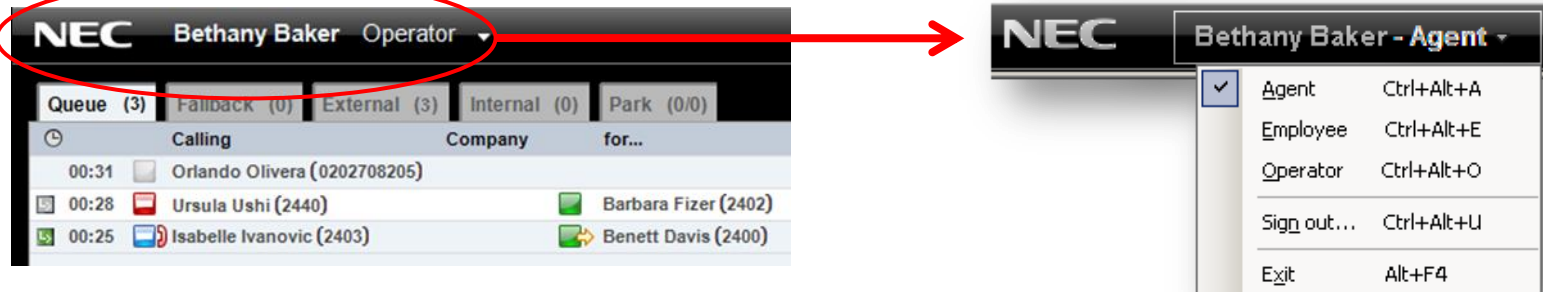 NEC Bethany Baker Operator
Queue (3) Fallback (0) External (3) Internal (0) Park (0/0)
Calling Company for...
00:31 Orlando Olivera (0202708205)
00:28 Ursula Ushi (2440) Barbara Fizer (2402)
00:25 Isabelle Ivanovic (2403) Benett Davis (2400)
NEC Bethany Baker - Agent
Agent Ctrl+Alt+A
Employee Ctrl+Alt+E
Operator Ctrl+Alt+O
Sign out... Ctrl+Alt+U
Exit Alt+F4